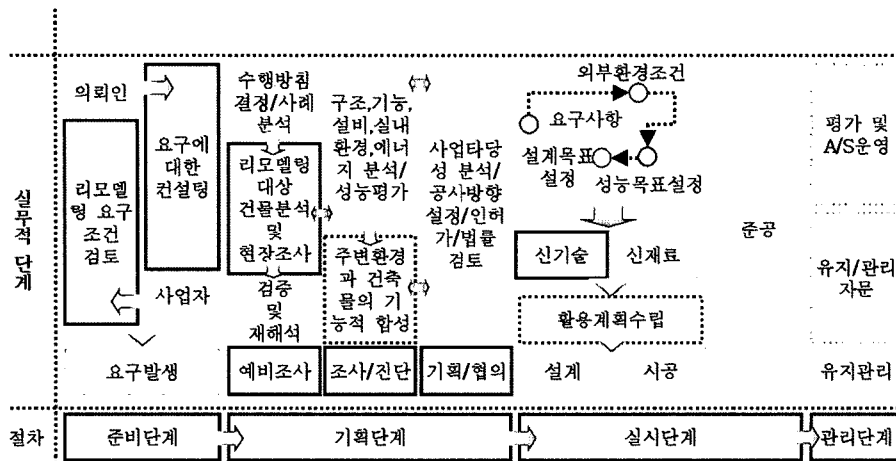 실무적 단계
의뢰인
리모델
링 요구
조건
검토
요구에
대한
컨설팅
사업자
요구발생
수행방침
결정/사례
분석
리모델링
대상
건물분석
및
현장조사
검증
및
재해석
예비조사
구조,기능,
설비,실내
환경,에너
지 분석/
성능평가
주변환경
과 건축
물의 기
능적 합성
조사/진단
사업타당
성 분석/
공사방향
설정/인허
가/법률
검토
기획/협의
외부환경조건
요구사항
설계목표
설정
성능목표설정
신기술
신재료
활용계획수립
설계
시공
준공
평가 및
A/S운영
유지/관리
자문
유지관리
절차
준비단계
기획단계
실시단계
관리단계